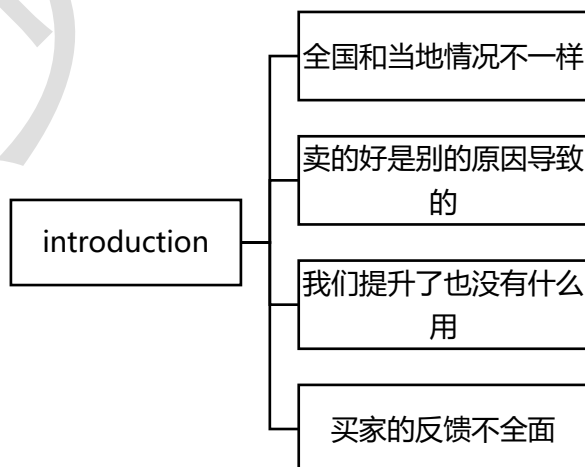 全国和当地情况不一样
卖的好是别的原因导致
的
introduction
我们提升了也没有什么
用
买家的反馈不全面